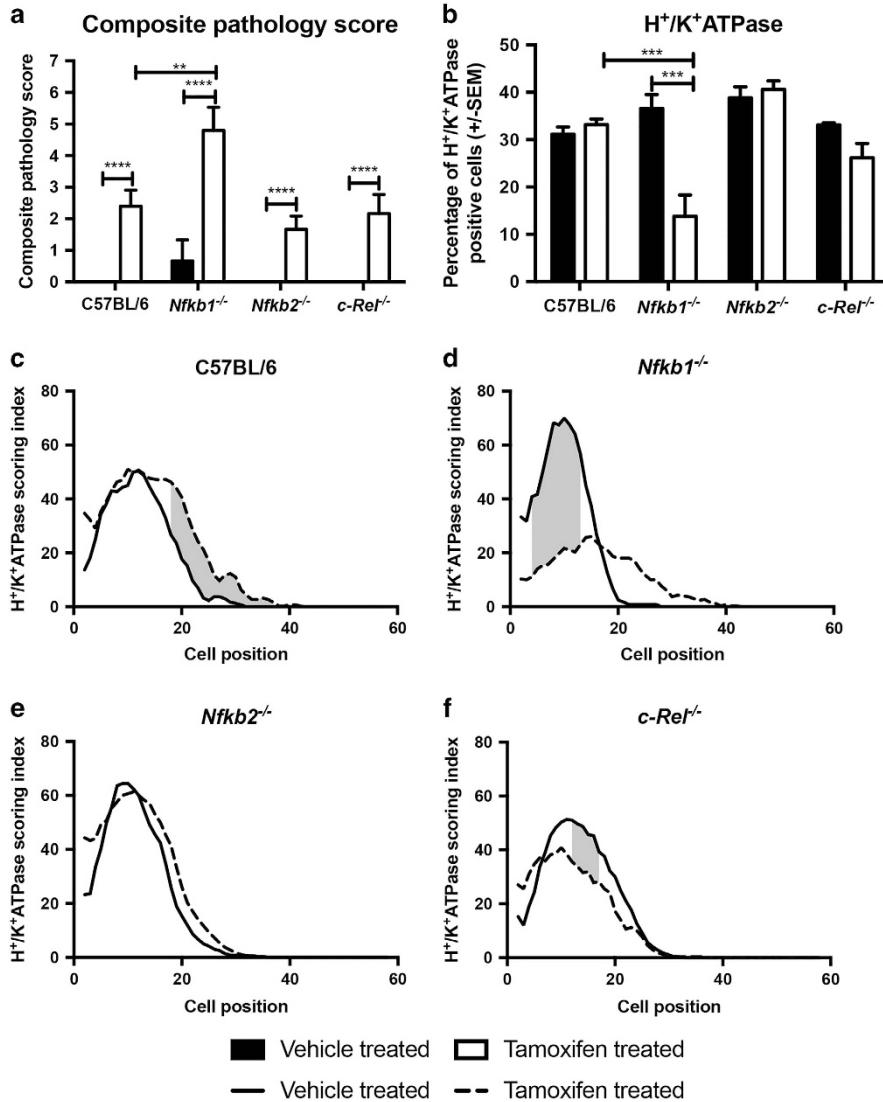 a Composite pathology score
Composite pathology score
7
6
5
4
3
2
1
0
**
****
****
****
****
C57BL/6 Nfkb1-/- Nfkb2-/- c-Rel-/-
b H+/K+ATPase
Percentage of H+/K+ATPase
positive cells (+/-SEM)
50
40
30
20
10
0
***
***
C57BL/6 Nfkb1-/- Nfkb2-/- c-Rel-/-
c C57BL/6
H+/K+ATPase scoring index
80
60
40
20
0
0 20 40 60
Cell position
d Nfkb1-/-
H+/K+ATPase scoring index
80
60
40
20
0
0 20 40 60
Cell position
e Nfkb2-/-
H+/K+ATPase scoring index
80
60
40
20
0
0 20 40 60
Cell position
f c-Rel-/-
H+/K+ATPase scoring index
80
60
40
20
0
0 20 40 60
Cell position
Vehicle treated Tamoxifen treated
Vehicle treated Tamoxifen treated